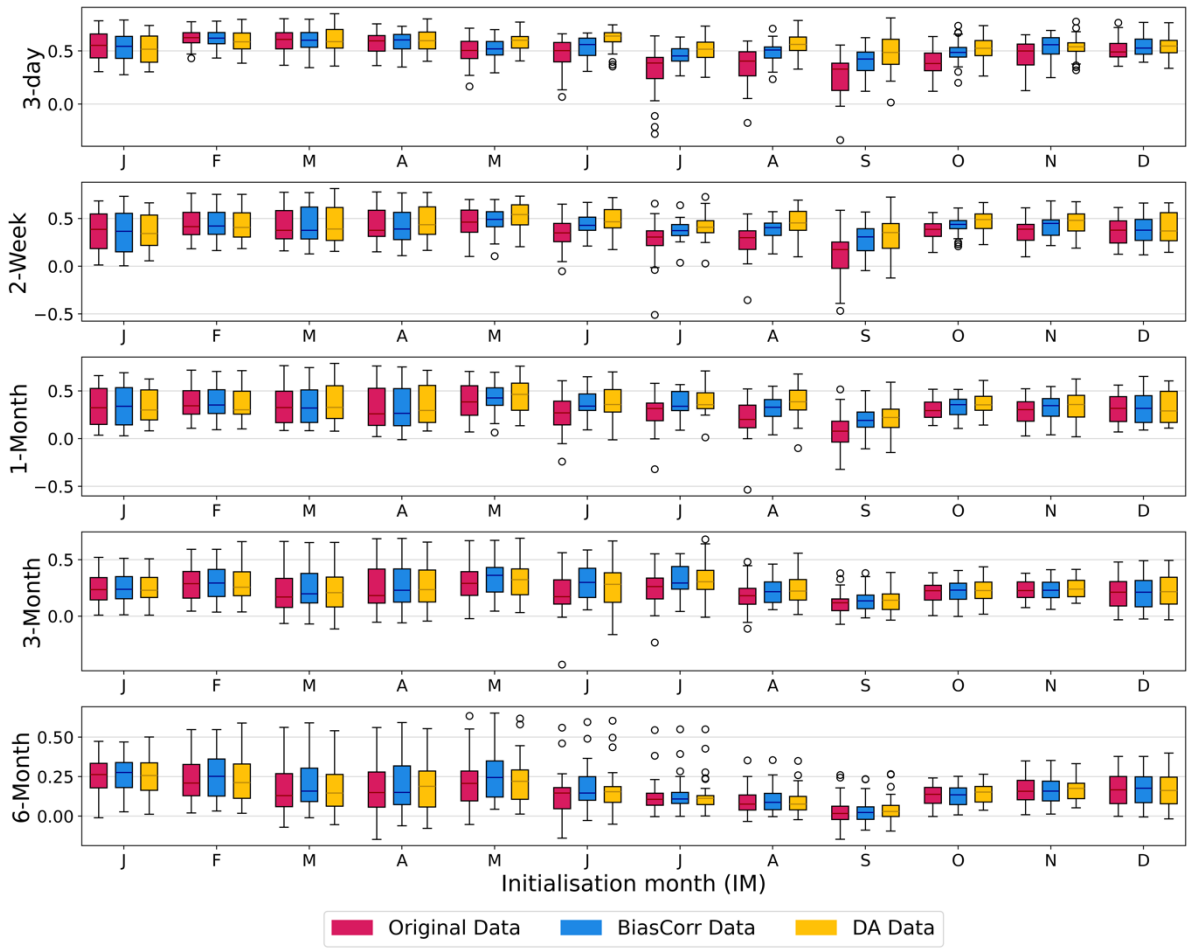 3-day
0.5
0.0
J F M A M J J A S O N D
2-Week
0.5
0.0
−0.5
J F M A M J J A S O N D
1-Month
0.5
0.0
−0.5
J F M A M J J A S O N D
3-Month
0.5
0.0
J F M A M J J A S O N D
6-Month
0.50
0.25
0.00
J F M A M J J A S O N D
Initialisation month (IM)
Original Data BiasCorr Data DA Data